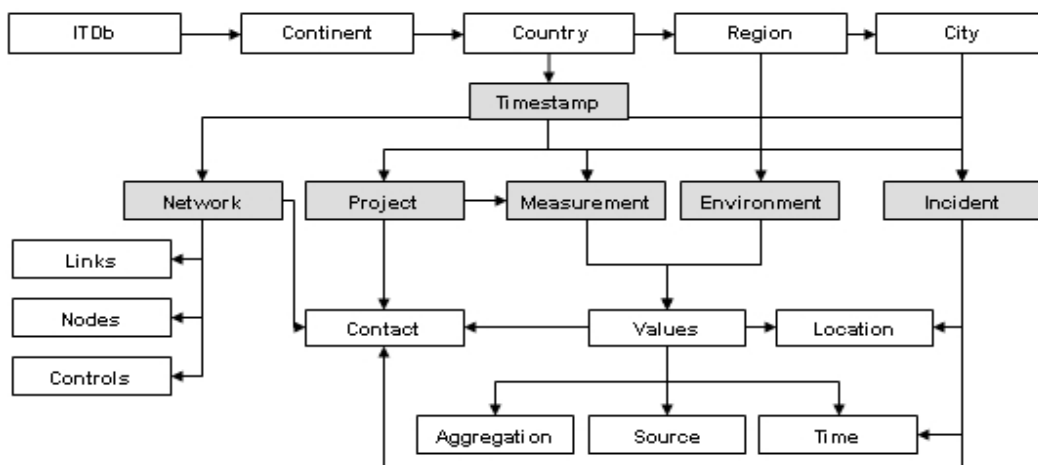 ITDb
Continent
Country
Region
City
Timestamp
Network
Project
Measurement
Environment
Incident
Links
Nodes
Contact
Values
Location
Controls
Aggregation
Source
Time